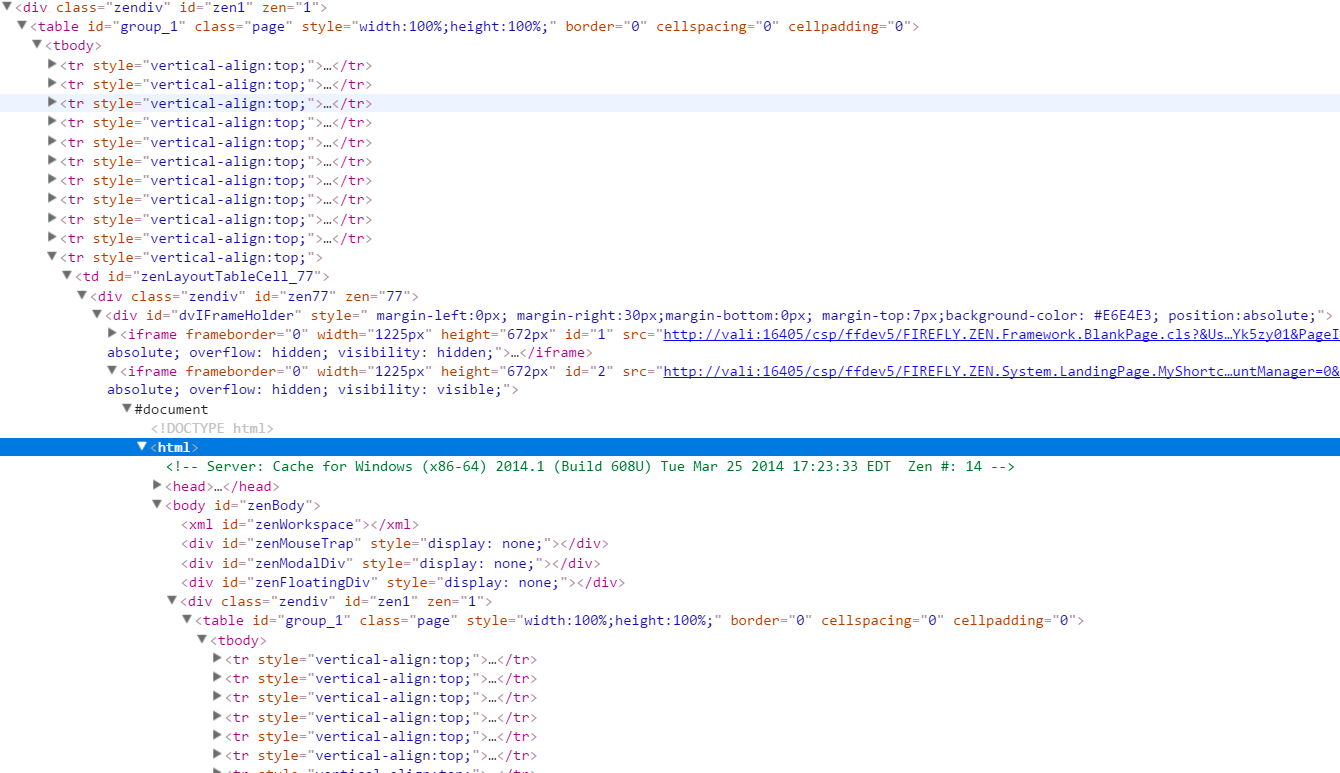 <div class="zendiv" id="zen1" zen="1">
<table id="group_1" class="page" style="width:100%;height:100%;" border="0" cellspacing="0" cellpadding="0">
<tbody>
<tr style="vertical-align:top;">…</tr>
<tr style="vertical-align:top;">…</tr>
<tr style="vertical-align:top;">…</tr>
<tr style="vertical-align:top;">…</tr>
<tr style="vertical-align:top;">…</tr>
<tr style="vertical-align:top;">…</tr>
<tr style="vertical-align:top;">…</tr>
<tr style="vertical-align:top;">…</tr>
<tr style="vertical-align:top;">…</tr>
<tr style="vertical-align:top;">…</tr>
<tr style="vertical-align:top;">
<td id="zenLayoutTableCell_77">
<div class="zendiv" id="zen77" zen="77">
<div id="dvIFrameHolder" style=" margin-left:0px; margin-right:30px;margin-bottom:0px; margin-top:7px;background-color: #E6E4E3; position:absolute;">
<iframe frameborder="0" width="1225px" height="672px" id="1" src="http://vali:16405/csp/ffdev5/FIREFLY.ZEN.Framework.BlankPage.cls?&Us…Yk5zy01&PageI
absolute; overflow: hidden; visibility: hidden;">…</iframe>
<iframe frameborder="0" width="1225px" height="672px" id="2" src="http://vali:16405/csp/ffdev5/FIREFLY.ZEN.System.LandingPage.MyShortc…untManager=0&
absolute; overflow: hidden; visibility: visible;">
#document
<!DOCTYPE html>
<html>
<!-- Server: Cache for Windows (x86-64) 2014.1 (Build 608U) Tue Mar 25 2014 17:23:33 EDT  Zen #: 14 -->
<head>…</head>
<body id="zenBody">
<xml id="zenWorkspace"></xml>
<div id="zenMouseTrap" style="display: none;"></div>
<div id="zenModalDiv" style="display: none;"></div>
<div id="zenFloatingDiv" style="display: none;"></div>
<div class="zendiv" id="zen1" zen="1">
<table id="group_1" class="page" style="width:100%;height:100%;" border="0" cellspacing="0" cellpadding="0">
<tbody>
<tr style="vertical-align:top;">…</tr>
<tr style="vertical-align:top;">…</tr>
<tr style="vertical-align:top;">…</tr>
<tr style="vertical-align:top;">…</tr>
<tr style="vertical-align:top;">…</tr>
<tr style="vertical-align:top;">…</tr>